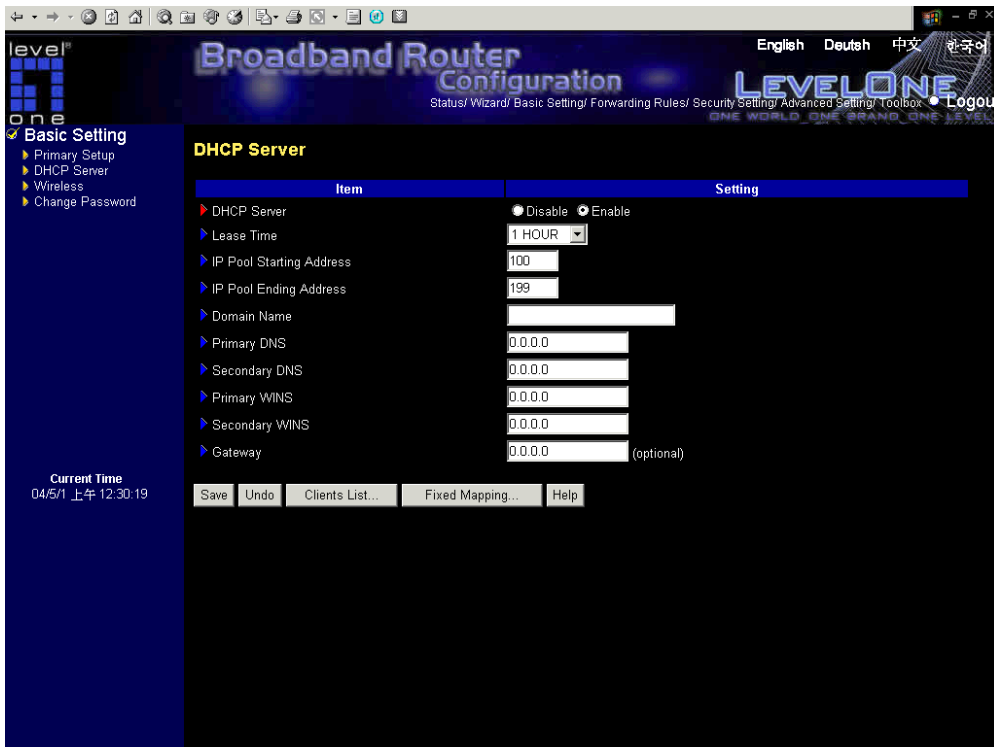 level®
one
Broadband Router
Configuration
English Deutsh 中文 한국어
LEVELONE
Status/ Wizard/ Basic Setting/ Forwarding Rules/ Security Setting/ Advanced Setting/ Toolbox Logou
ONE WORLD_ONE BRAND_ONE LEVEL
Basic Setting
Primary Setup
DHCP Server
Wireless
Change Password
Current Time
04/5/1 上午 12:30:19
DHCP Server
Item Setting
DHCP Server Disable Enable
Lease Time 1 HOUR
IP Pool Starting Address 100
IP Pool Ending Address 199
Domain Name
Primary DNS 0.0.0.0
Secondary DNS 0.0.0.0
Primary WINS 0.0.0.0
Secondary WINS 0.0.0.0
Gateway 0.0.0.0 (optional)
Save Undo Clients List... Fixed Mapping... Help